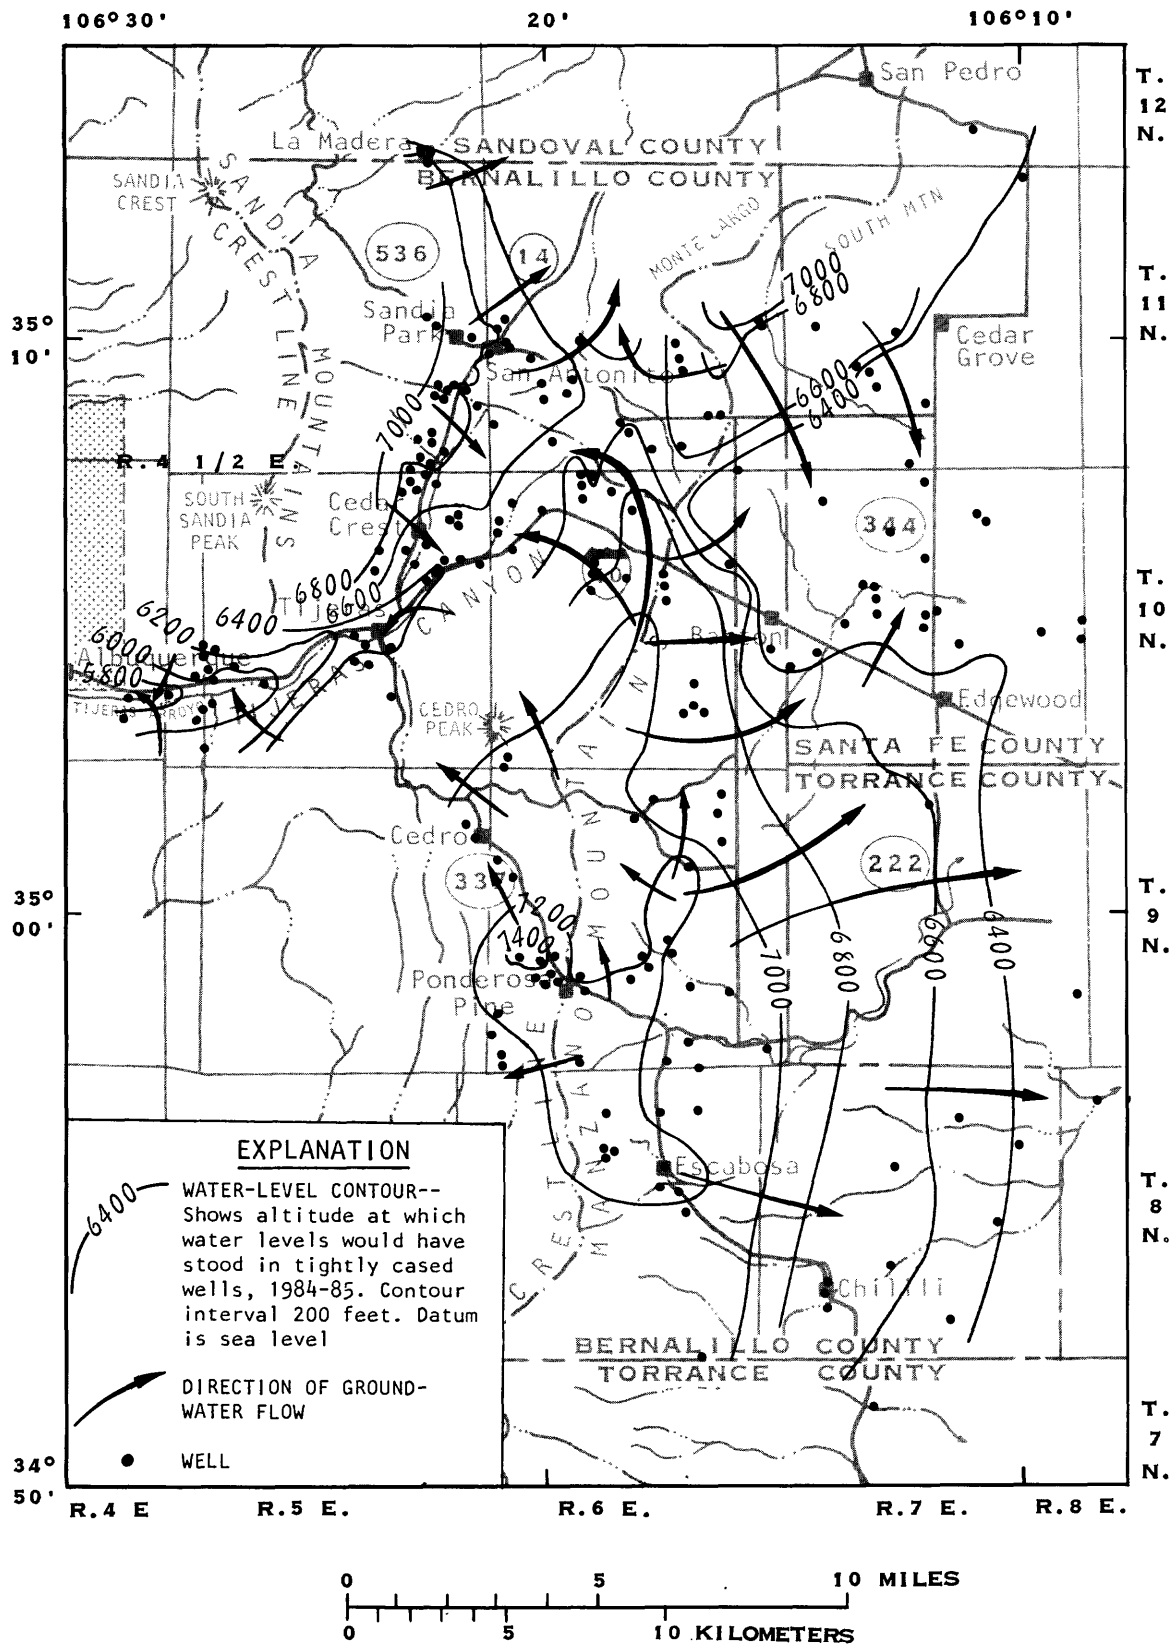 106° 30'
20'
106° 10'
San Pedro
T.
12
N.
La Madera
SANDOVAL COUNTY
BERNALILLO COUNTY
SANDIA
CREST
SANDIA
CREST LINE
MOUNTAINS
MONTE LARGO
SOUTH MTN
536
14
7000
6800
T.
11
N.
35°
10'
Sandia
Park
Cedar
Grove
San Antonito
7000
6600
6400
R.4 1/2 E.
SOUTH
SANDIA
PEAK
Cedar
Crest
344
CANYON
T.
10
N.
6800
6600
6400
6200
6000
5800
Tijeras
Albuquerque
TIJERAS ARROYO
TIJERAS
Barton
CEDRO
PEAK
Edgewood
SANTA FE COUNTY
TORRANCE COUNTY
Cedro
337
222
35°
00'
T.
9
N.
7200
7400
7000
6800
6600
6400
Ponderosa
Pine
MANZANO MOUNTAINS
CREST LINE
EXPLANATION
6400
WATER-LEVEL CONTOUR--
Shows altitude at which
water levels would have
stood in tightly cased
wells, 1984-85. Contour
interval 200 feet. Datum
is sea level
DIRECTION OF GROUND-
WATER FLOW
WELL
Escabosa
T.
8
N.
Chilili
BERNALILLO COUNTY
TORRANCE COUNTY
T.
7
N.
34°
50'
R.4 E
R.5 E.
R.6 E.
R.7 E.
R.8 E.
0
5
10 MILES
0
5
10 KILOMETERS